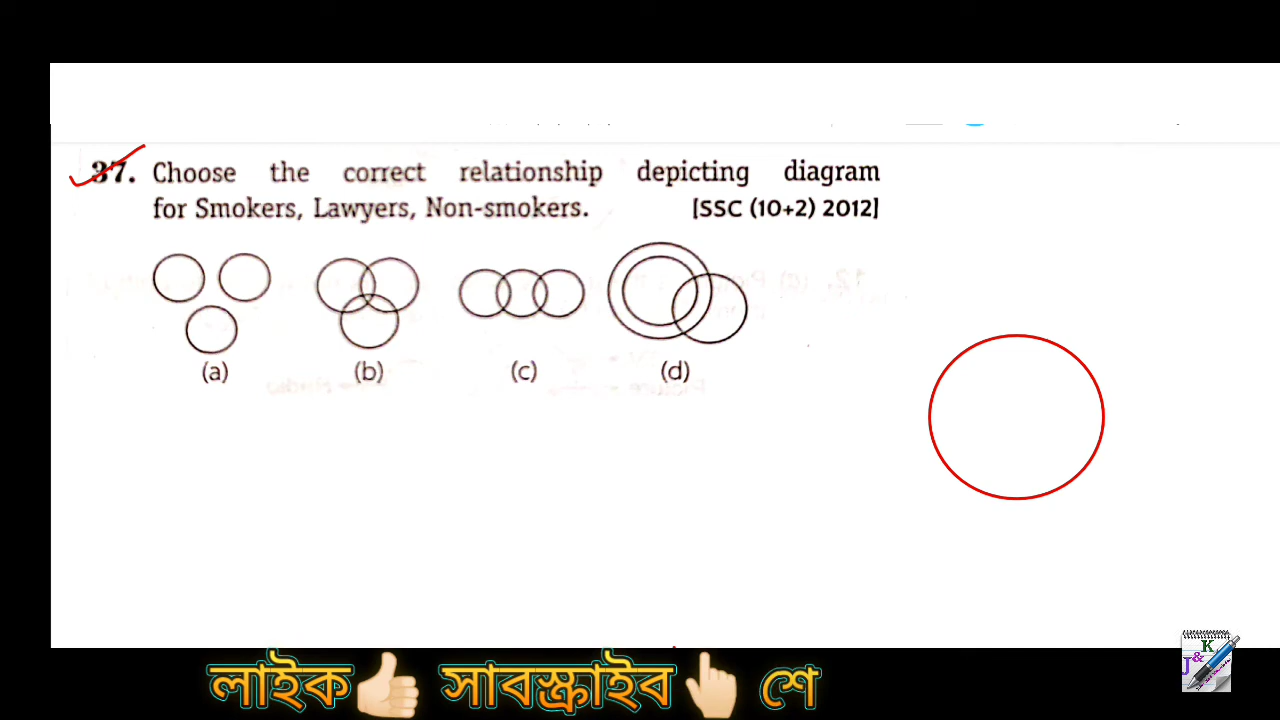 37. Choose the correct relationship depicting diagram
for Smokers, Lawyers, Non-smokers. [SSC (10+2) 2012]
(a) (b) (c) (d)
লাইক সাবস্ক্রাইব শে
J & K